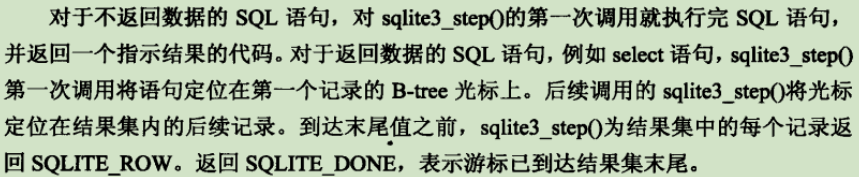 对于不返回数据的 SQL 语句，对 sqlite3_step()的第一次调用就执行完 SQL 语句，
并返回一个指示结果的代码。对于返回数据的 SQL 语句，例如 select 语句，sqlite3_step()
第一次调用将语句定位在第一个记录的 B-tree 光标上。后续调用的 sqlite3_step()将光标
定位在结果集内的后续记录。到达末尾值之前，sqlite3_step()为结果集中的每个记录返
回 SQLITE_ROW。返回 SQLITE_DONE，表示游标已到达结果集末尾。